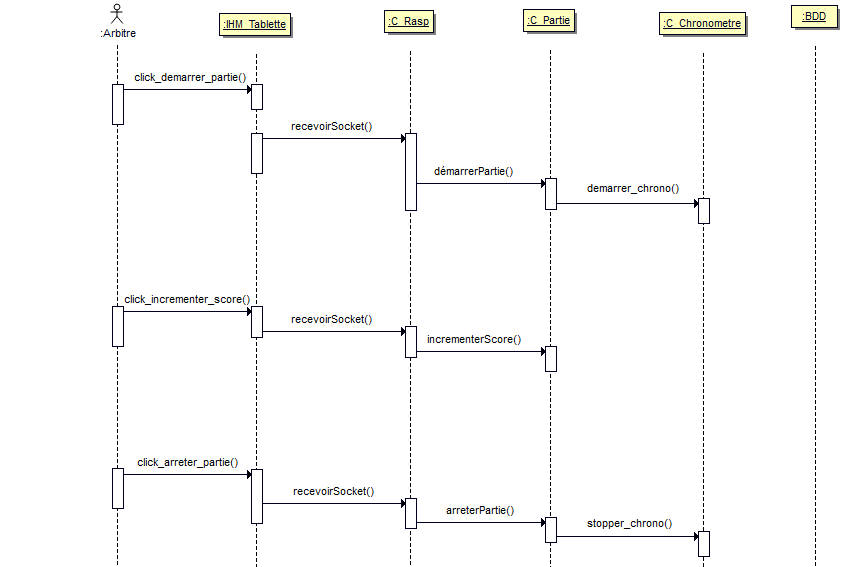 :Arbitre
:IHM_Tablette
:C_Rasp
:C_Partie
:C_Chronometre
:BDD
click_demarrer_partie()
recevoirSocket()
démarrerPartie()
demarrer_chrono()
click_incrementer_score()
recevoirSocket()
incrementerScore()
click_arreter_partie()
recevoirSocket()
arreterPartie()
stopper_chrono()